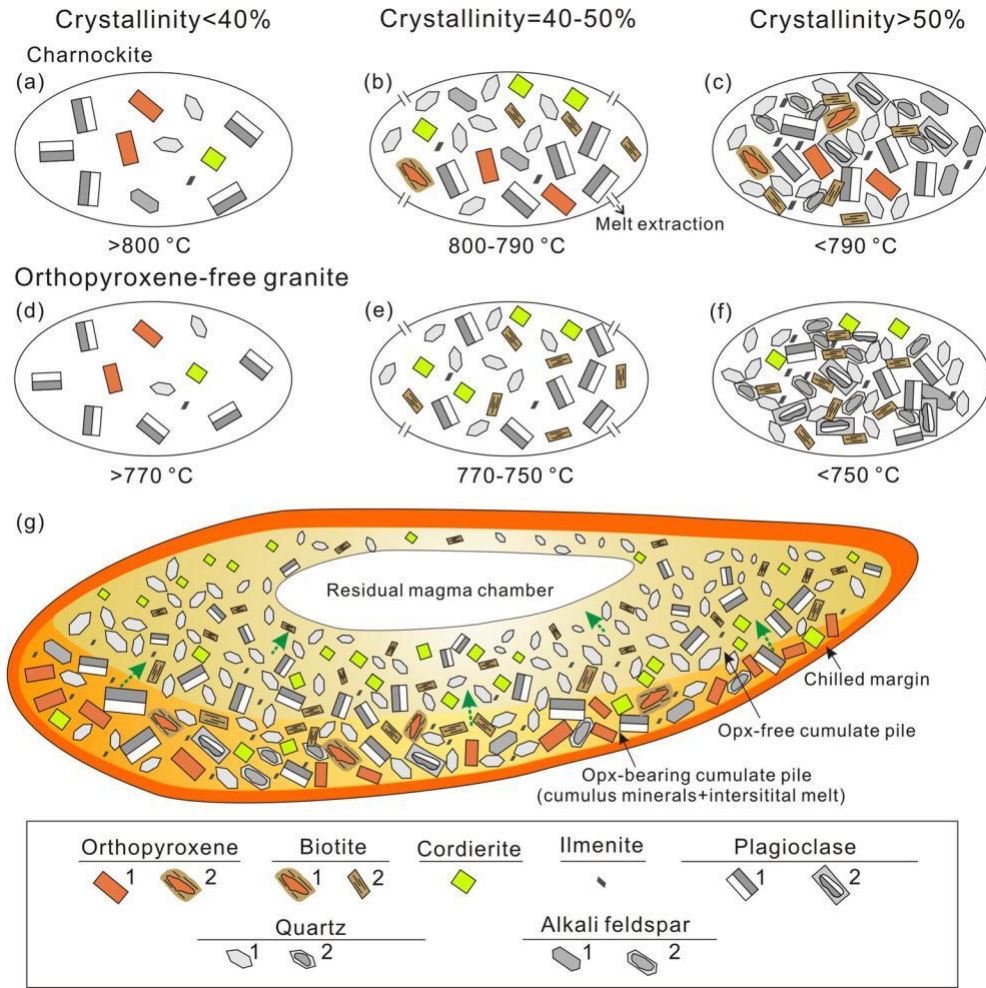 Crystallinity<40%
Crystallinity=40-50%
Crystallinity>50%
Charnockite
(a)
(b)
(c)
Melt extraction
>800 °C
800-790 °C
<790 °C
Orthopyroxene-free granite
(d)
(e)
(f)
>770 °C
770-750 °C
<750 °C
(g)
Residual magma chamber
Chilled margin
Opx-free cumulate pile
Opx-bearing cumulate pile
(cumulus minerals+intersitital melt)
Orthopyroxene
Biotite
Cordierite
Ilmenite
Plagioclase
1 2
1 2
1 2
Quartz
Alkali feldspar
1 2
1 2